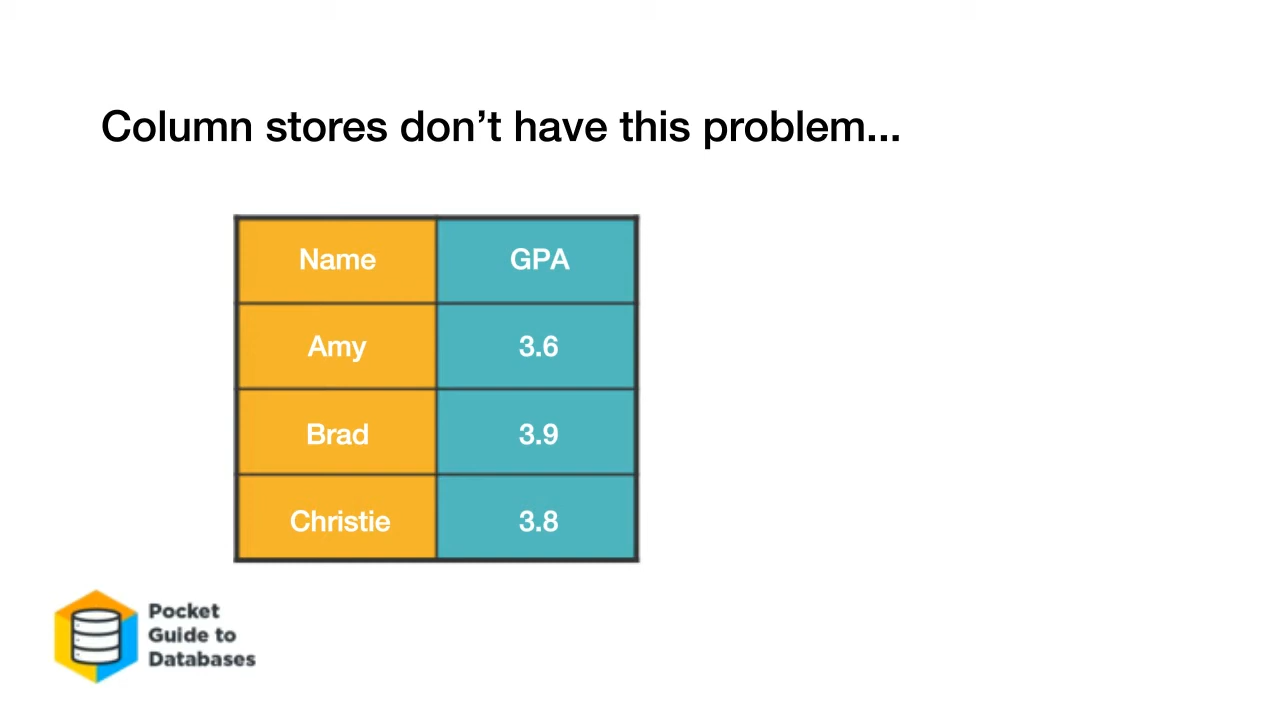 Column stores don’t have this problem...
Name GPA
Amy 3.6
Brad 3.9
Christie 3.8
Pocket
Guide to
Databases